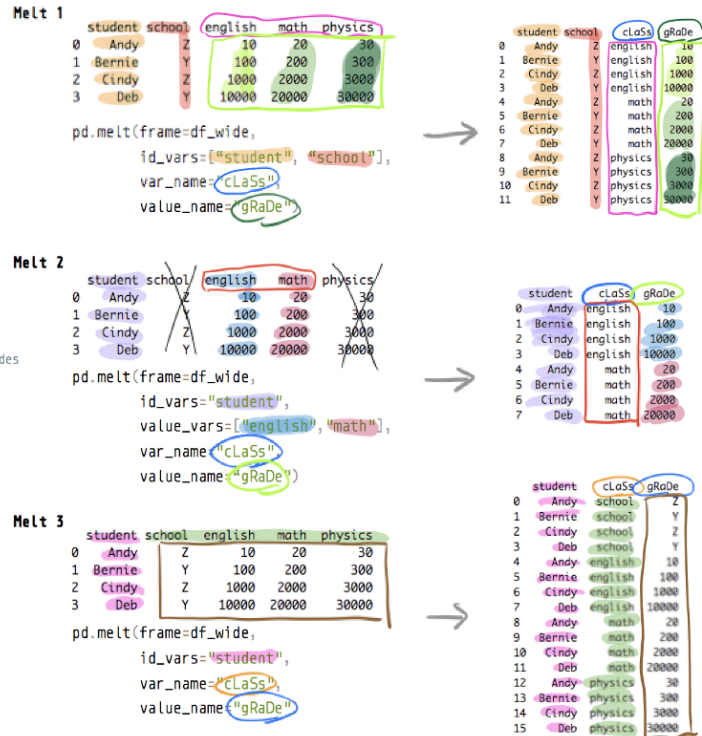 Melt 1
student school english math physics
0 Andy Z 10 20 30
1 Bernie Y 100 200 300
2 Cindy Z 1000 2000 3000
3 Deb Y 10000 20000 30000
pd.melt(frame=df_wide,
id_vars=["student", "school"],
var_name="cLaSs",
value_name="gRaDe")
student school cLaSs gRaDe
0 Andy Z english 10
1 Bernie Y english 100
2 Cindy Z english 1000
3 Deb Y english 10000
4 Andy Z math 20
5 Bernie Y math 200
6 Cindy Z math 2000
7 Deb Y math 20000
8 Andy Z physics 30
9 Bernie Y physics 300
10 Cindy Z physics 3000
11 Deb Y physics 30000
Melt 2
student school english math physics
0 Andy Z 10 20 30
1 Bernie Y 100 200 300
2 Cindy Z 1000 2000 3000
3 Deb Y 10000 20000 30000
des
pd.melt(frame=df_wide,
id_vars="student",
value_vars=["english","math"],
var_name="cLaSs",
value_name="gRaDe")
student cLaSs gRaDe
0 Andy english 10
1 Bernie english 100
2 Cindy english 1000
3 Deb english 10000
4 Andy math 20
5 Bernie math 200
6 Cindy math 2000
7 Deb math 20000
Melt 3
student school english math physics
0 Andy Z 10 20 30
1 Bernie Y 100 200 300
2 Cindy Z 1000 2000 3000
3 Deb Y 10000 20000 30000
pd.melt(frame=df_wide,
id_vars="student",
var_name="cLaSs",
value_name="gRaDe"
student cLaSs gRaDe
0 Andy school Z
1 Bernie school Y
2 Cindy school Z
3 Deb school Y
4 Andy english 10
5 Bernie english 100
6 Cindy english 1000
7 Deb english 10000
8 Andy math 20
9 Bernie math 200
10 Cindy math 2000
11 Deb math 20000
12 Andy physics 30
13 Bernie physics 300
14 Cindy physics 3000
15 Deb physics 30000